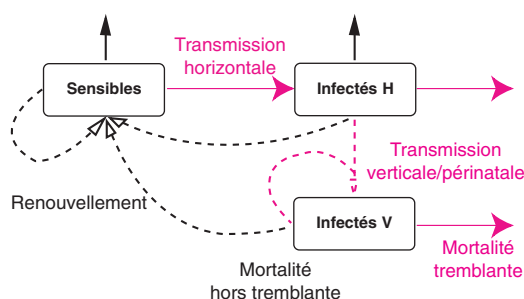 Transmission
horizontale
Sensibles
Infectés H
Transmission
verticale/périnatale
Renouvellement
Infectés V
Mortalité
hors tremblante
Mortalité
tremblante